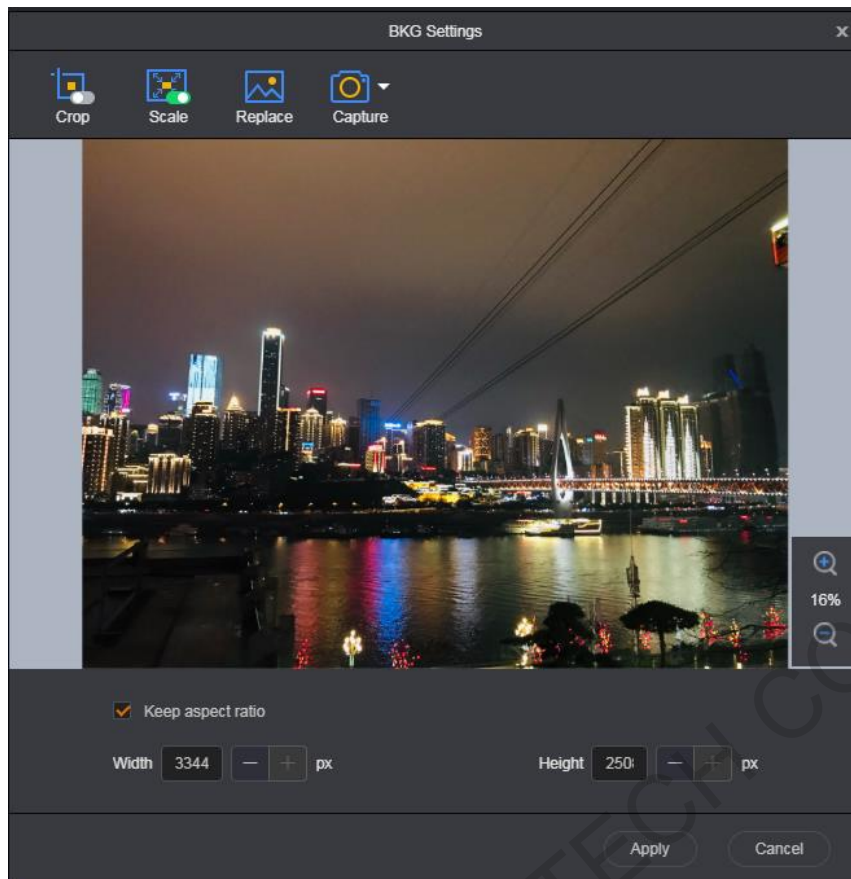 BKG Settings
x
Crop Scale Replace Capture
16%
Keep aspect ratio
Width 3344 px Height px
Apply Cancel